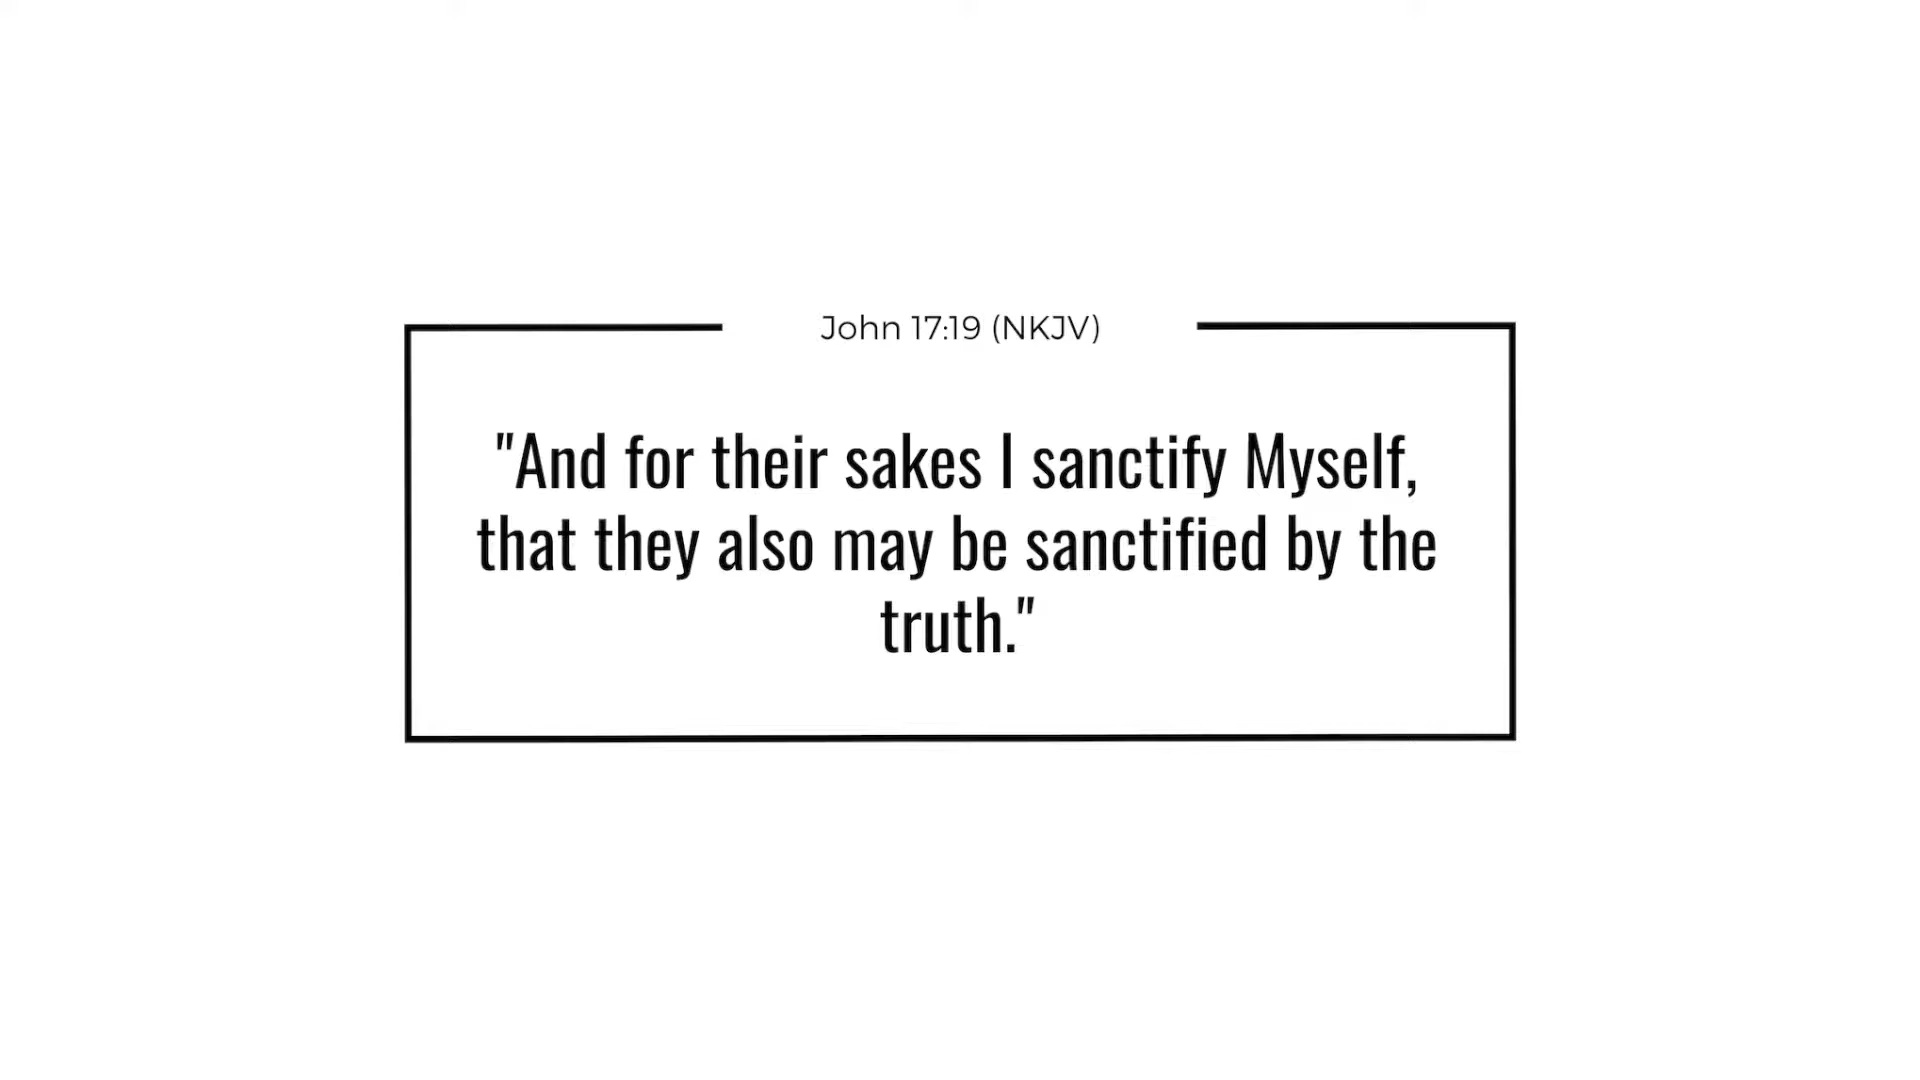 John 17:19 (NKJV)
"And for their sakes I sanctify Myself,
that they also may be sanctified by the
truth."